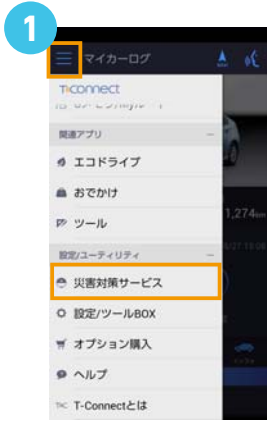 1
マイカーログ
T-Connect
関連アプリ
エコドライブ
おでかけ
ツール
1,274km
設定/ユーティリティ
災害対策サービス
設定/ツールBOX
オプション購入
ヘルプ
T-Connectとは